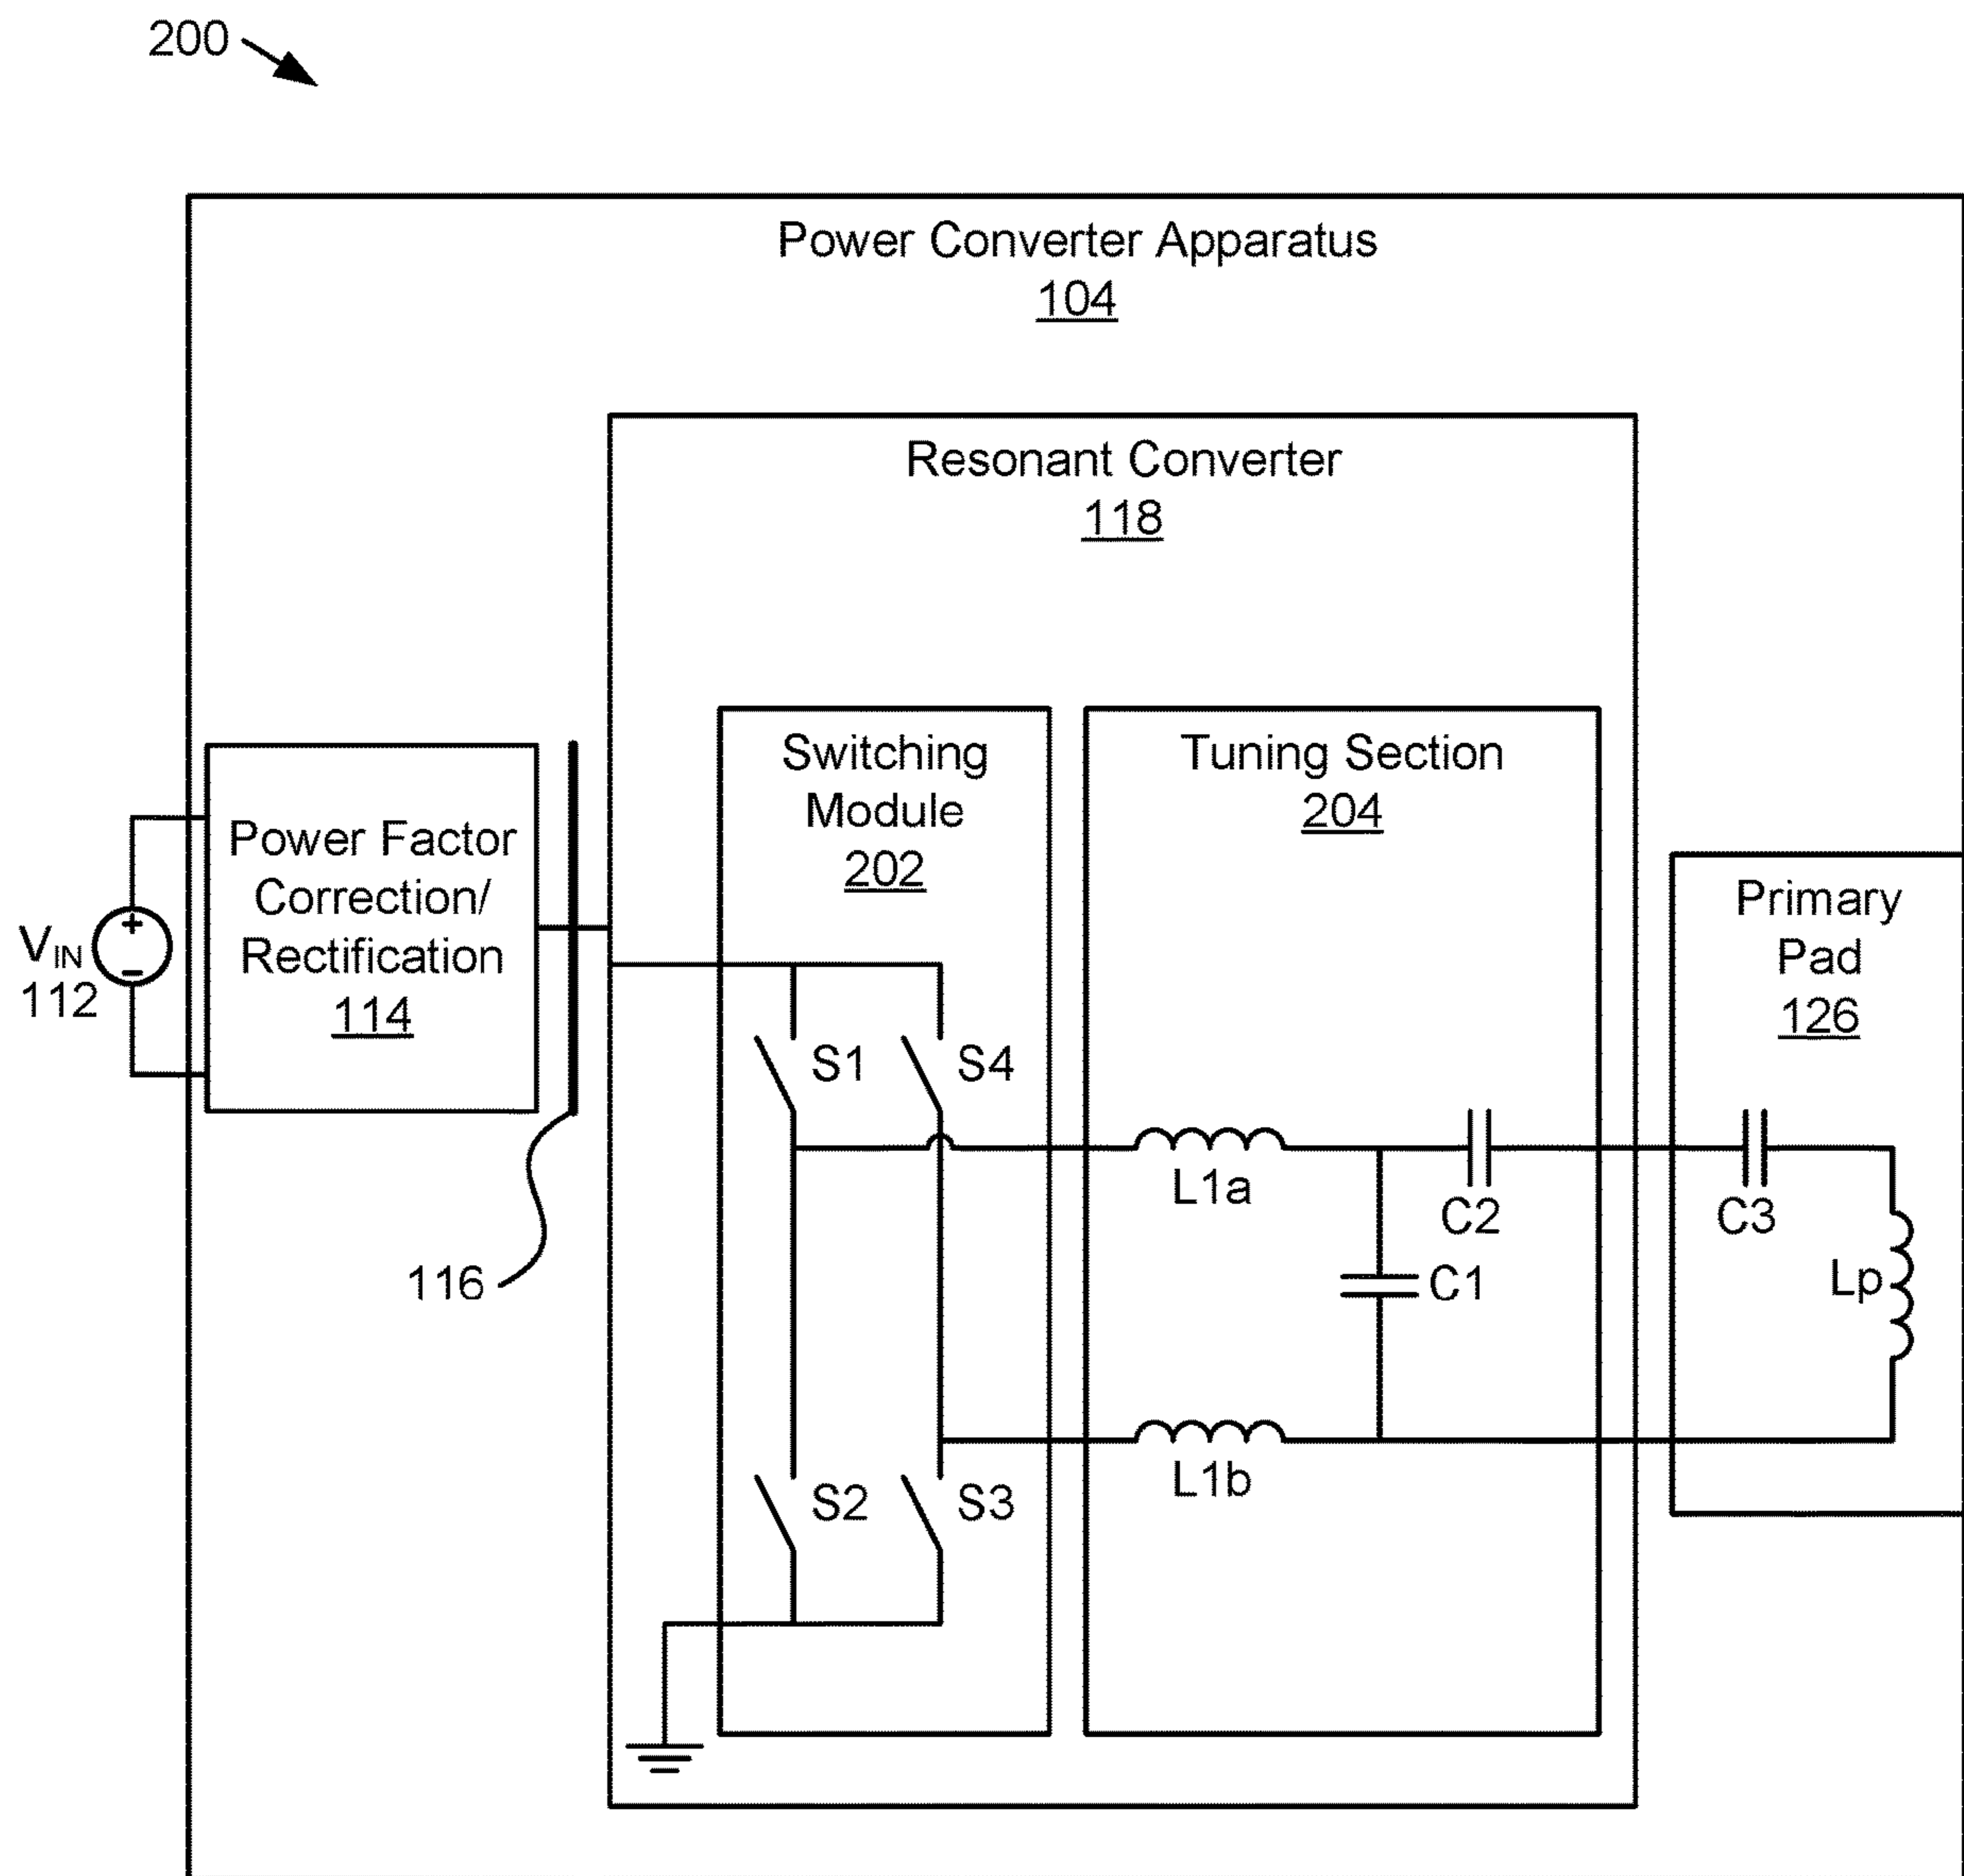 200
Power Converter Apparatus
104
Resonant Converter
118
Switching
Module
202
Tuning Section
204
Power Factor
Correction/
Rectification
114
Primary
Pad
126
V_IN
112
+
−
S1
S4
L1a
C2
C3
116
C1
Lp
L1b
S2
S3